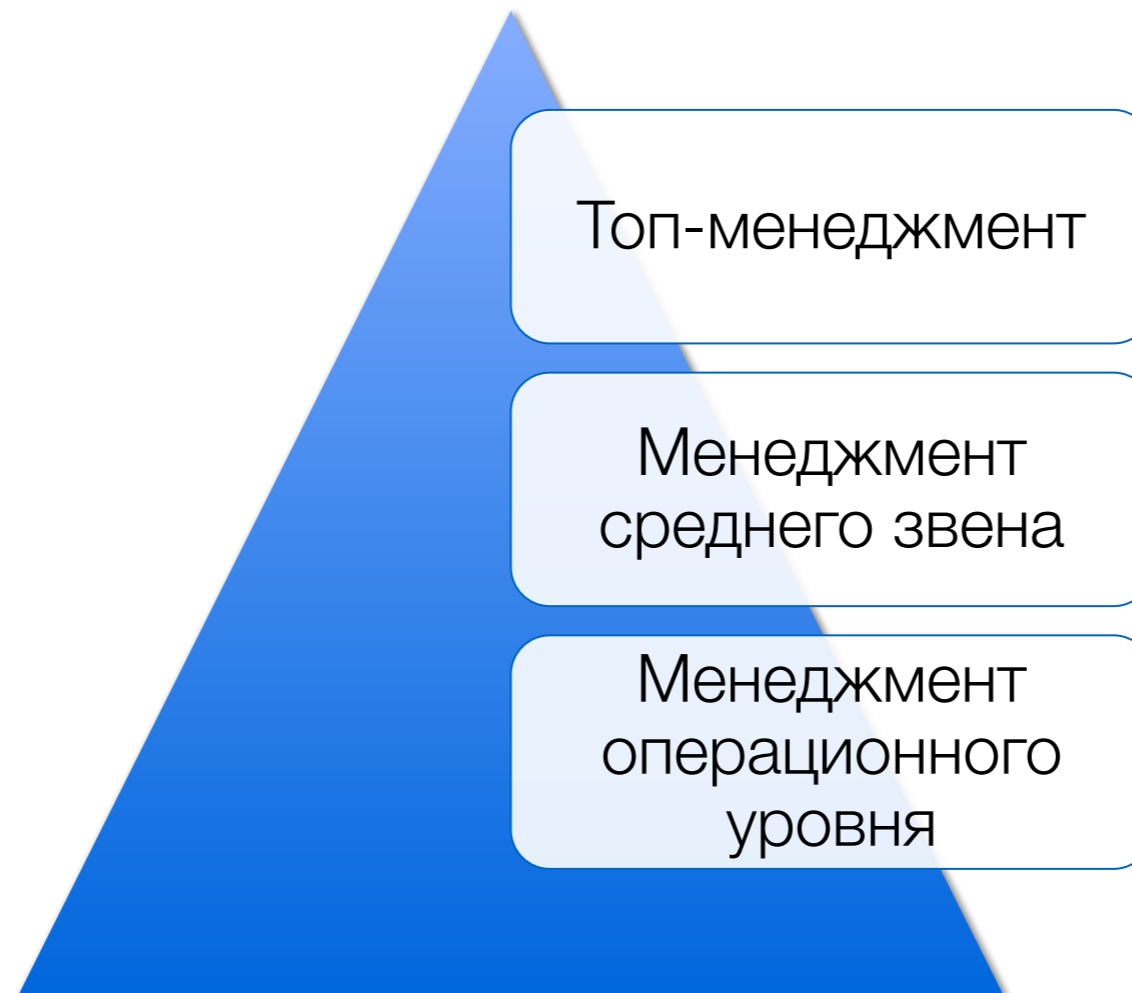 Топ-менеджмент
Менеджмент
среднего звена
Менеджмент
операционного
уровня